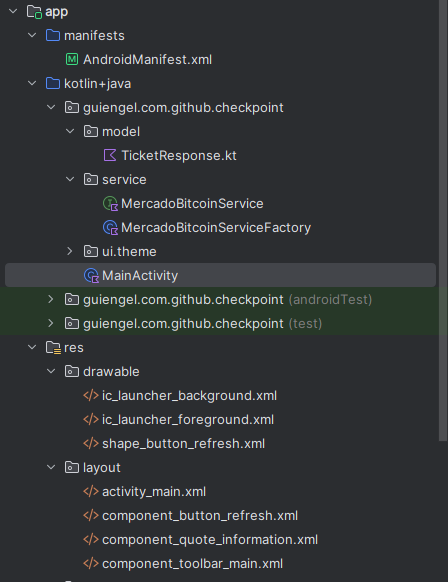 app
manifests
AndroidManifest.xml
kotlin+java
guiengel.com.github.checkpoint
model
TicketResponse.kt
service
MercadoBitcoinService
MercadoBitcoinServiceFactory
ui.theme
MainActivity
guiengel.com.github.checkpoint (androidTest)
guiengel.com.github.checkpoint (test)
res
drawable
ic_launcher_background.xml
ic_launcher_foreground.xml
shape_button_refresh.xml
layout
activity_main.xml
component_button_refresh.xml
component_quote_information.xml
component_toolbar_main.xml